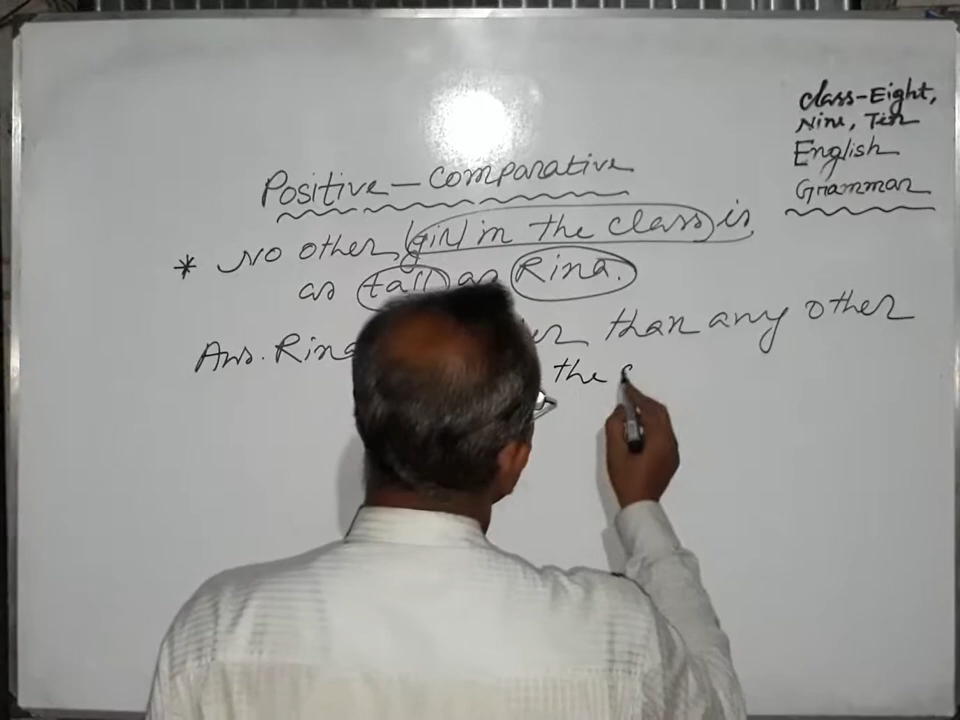 Class-Eight,
Nine, Ten
English
Grammar
Positive-Comparative
* No other girl in the class is
as tall as Rina.
Ans. Rina than any other
the